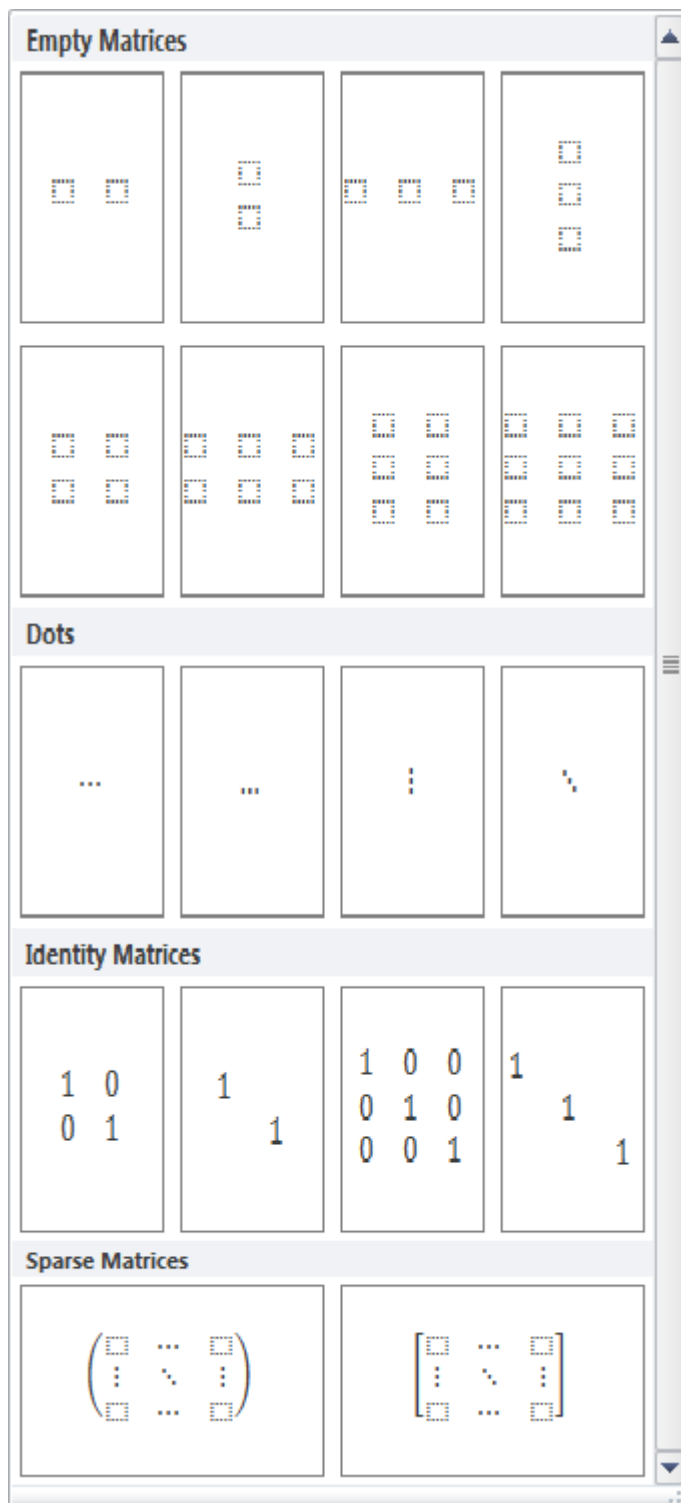 Empty Matrices
Dots
...
...
⋮
⋱
Identity Matrices
1 0 1 1 0 0 1
0 1 1 0 1 0 1
0 0 1 1
Sparse Matrices
( ... ⋮ ⋱ ⋮ ... ) [ ... ⋮ ⋱ ⋮ ... ]